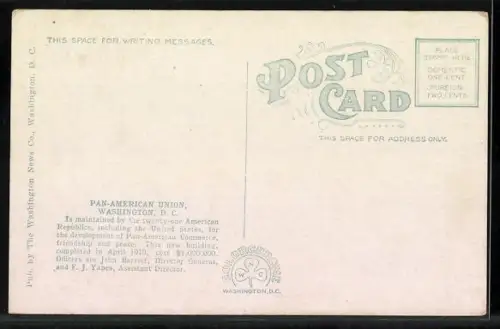 THIS SPACE FOR WRITING MESSAGES.
POST
CARD
THIS SPACE FOR ADDRESS ONLY.
PLACE
STAMP HERE
DOMESTIC
ONE CENT
FOREIGN
TWO CENTS
Pub. by The Washington News Co., Washington, D. C.
PAN-AMERICAN UNION,
WASHINGTON, D. C.
Is maintained by the twenty-one American
Republics, including the United States, for
the development of Pan-American Commerce,
friendship and peace. This new building,
completed in April 1910, cost $1,000,000.
Officers are John Barrett, Director General,
and F. J. Yanes, Assistant Director.
W
WASHINGTON, D.C.